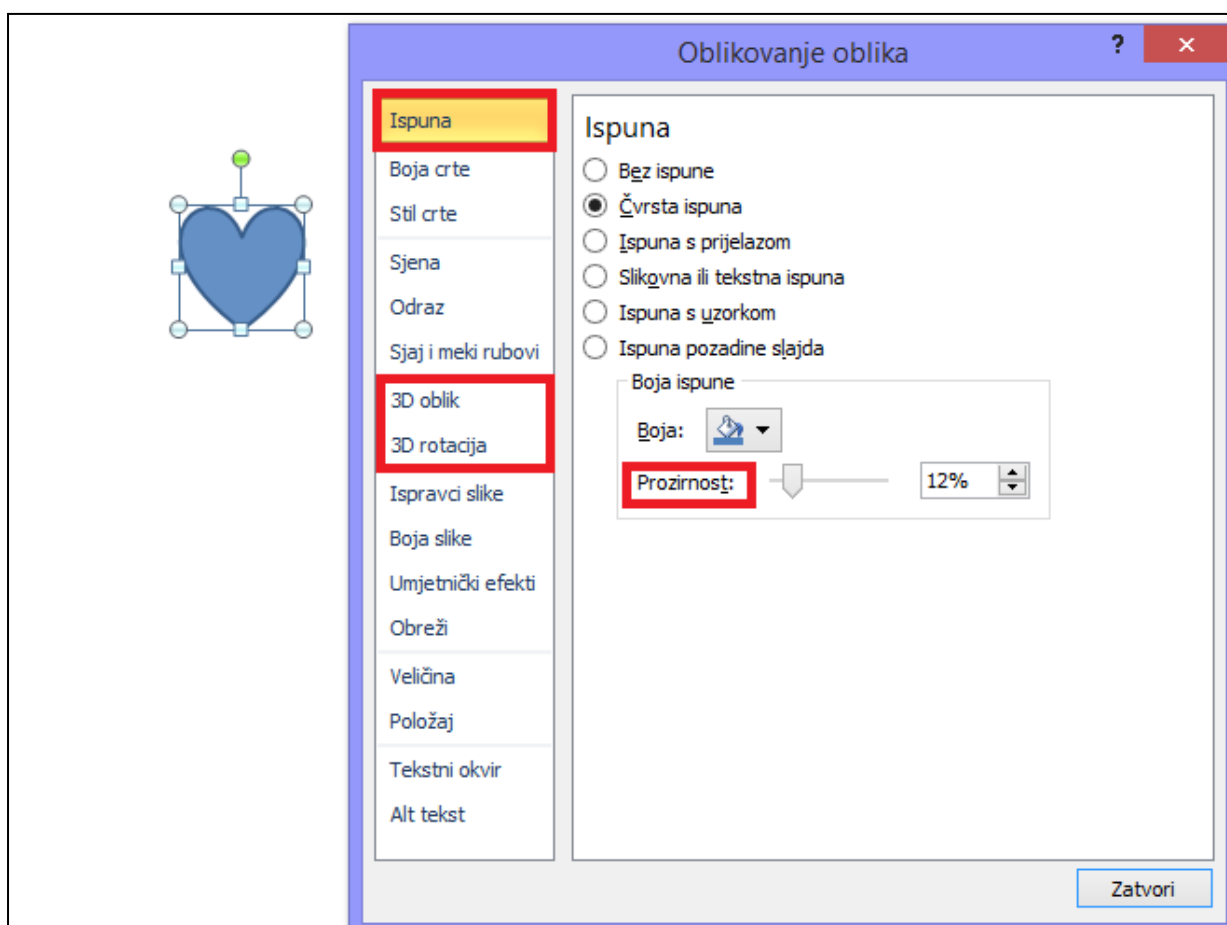 Oblikovanje oblika
?
Ispuna
Boja crte
Stil crte
Sjena
Odraz
Sjaj i meki rubovi
3D oblik
3D rotacija
Ispravci slike
Boja slike
Umjetnički efekti
Obreži
Veličina
Položaj
Tekstni okvir
Alt tekst
Ispuna
Bez ispune
Čvrsta ispuna
Ispuna s prijelazom
Slikovna ili tekstna ispuna
Ispuna s uzorkom
Ispuna pozadine slajda
Boja ispune
Boja:
Prozirnost: 12%
Zatvori